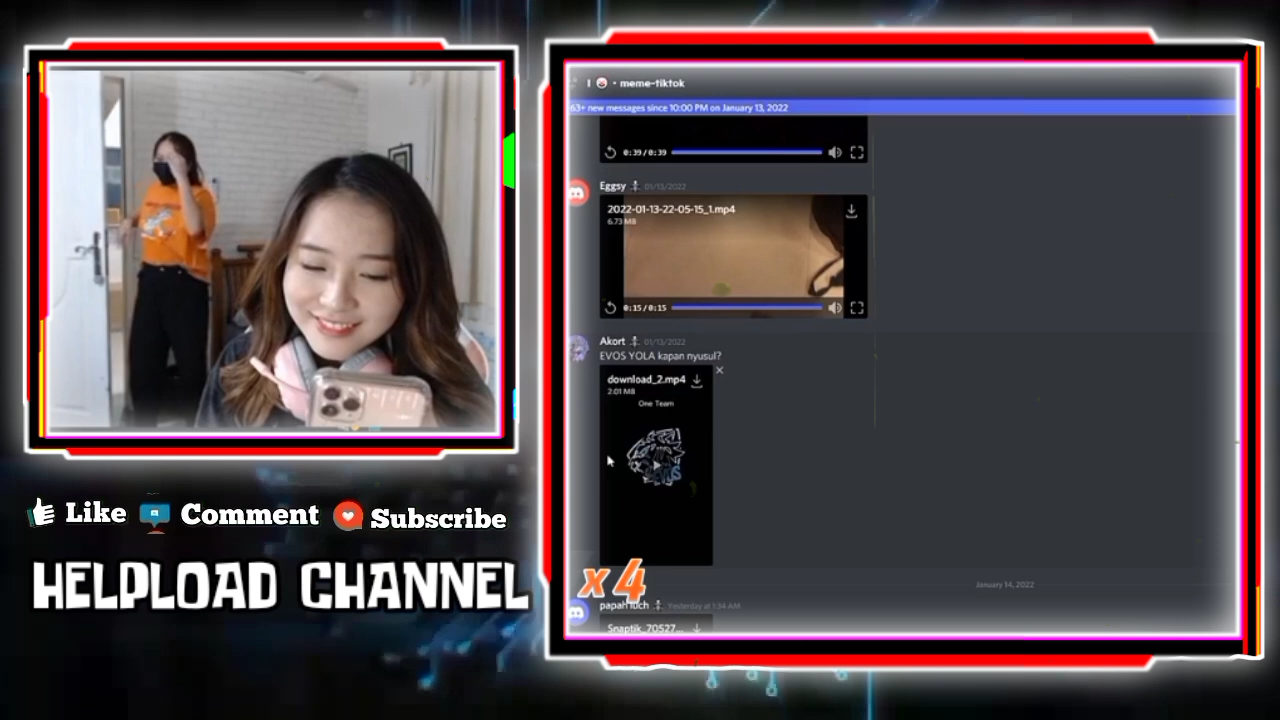 • meme-tiktok
63+ new messages since 10:00 PM on January 13, 2022
0:39/0:39
Eggsy 01/13/2022
2022-01-13-22-05-15_1.mp4
6.73 MB
0:15/0:15
Akort 01/13/2022
EVOS YOLA kapan nyusul?
download_2.mp4
2.01 MB
One Team
January 14, 2022
x4
papah luch Yesterday at 1:34 AM
Snaptik_70527...
Like Comment Subscribe
HELPLOAD CHANNEL